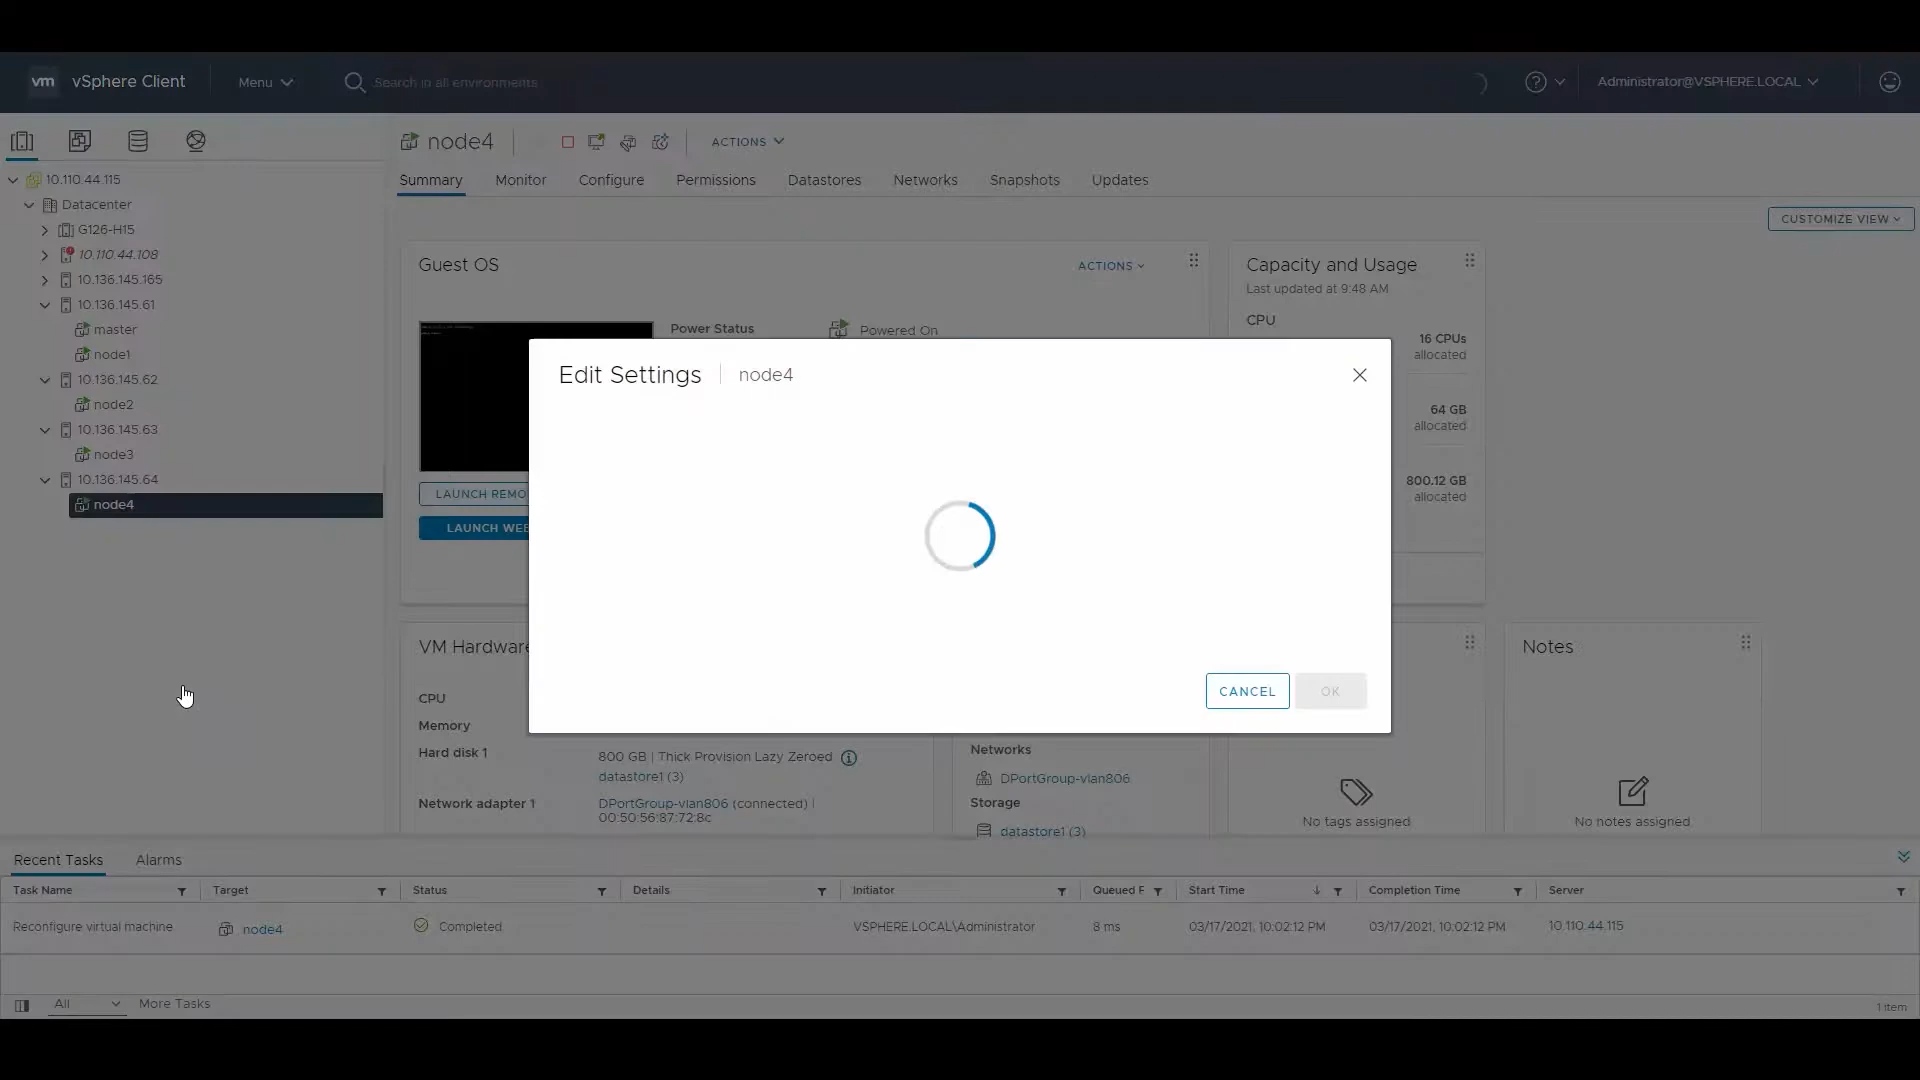 vm vSphere Client Menu Search in all environments Administrator@VSPHERE.LOCAL
node4 ACTIONS
Summary Monitor Configure Permissions Datastores Networks Snapshots Updates
CUSTOMIZE VIEW
10.110.44.115
Datacenter
G126-H15
10.110.44.108
10.136.145.165
10.136.145.61
master
node1
10.136.145.62
node2
10.136.145.63
node3
10.136.145.64
node4
Guest OS ACTIONS
Power Status Powered On
LAUNCH REMO
LAUNCH WE
Capacity and Usage
Last updated at 9:48 AM
CPU
16 CPUs
allocated
64 GB
allocated
800.12 GB
allocated
Edit Settings node4
CANCEL OK
VM Hardware
CPU
Memory
Hard disk 1 800 GB | Thick Provision Lazy Zeroed
datastore1 (3)
Network adapter 1 DPortGroup-vlan806 (connected) |
00:50:56:87:72:8c
Networks
DPortGroup-vlan806
Storage
datastore1 (3)
No tags assigned
Notes
No notes assigned
Recent Tasks Alarms
Task Name Target Status Details Initiator Queued F Start Time Completion Time Server
Reconfigure virtual machine node4 Completed VSPHERE.LOCAL\Administrator 8 ms 03/17/2021, 10:02:12 PM 03/17/2021, 10:02:12 PM 10.110.44.115
All More Tasks 1 item